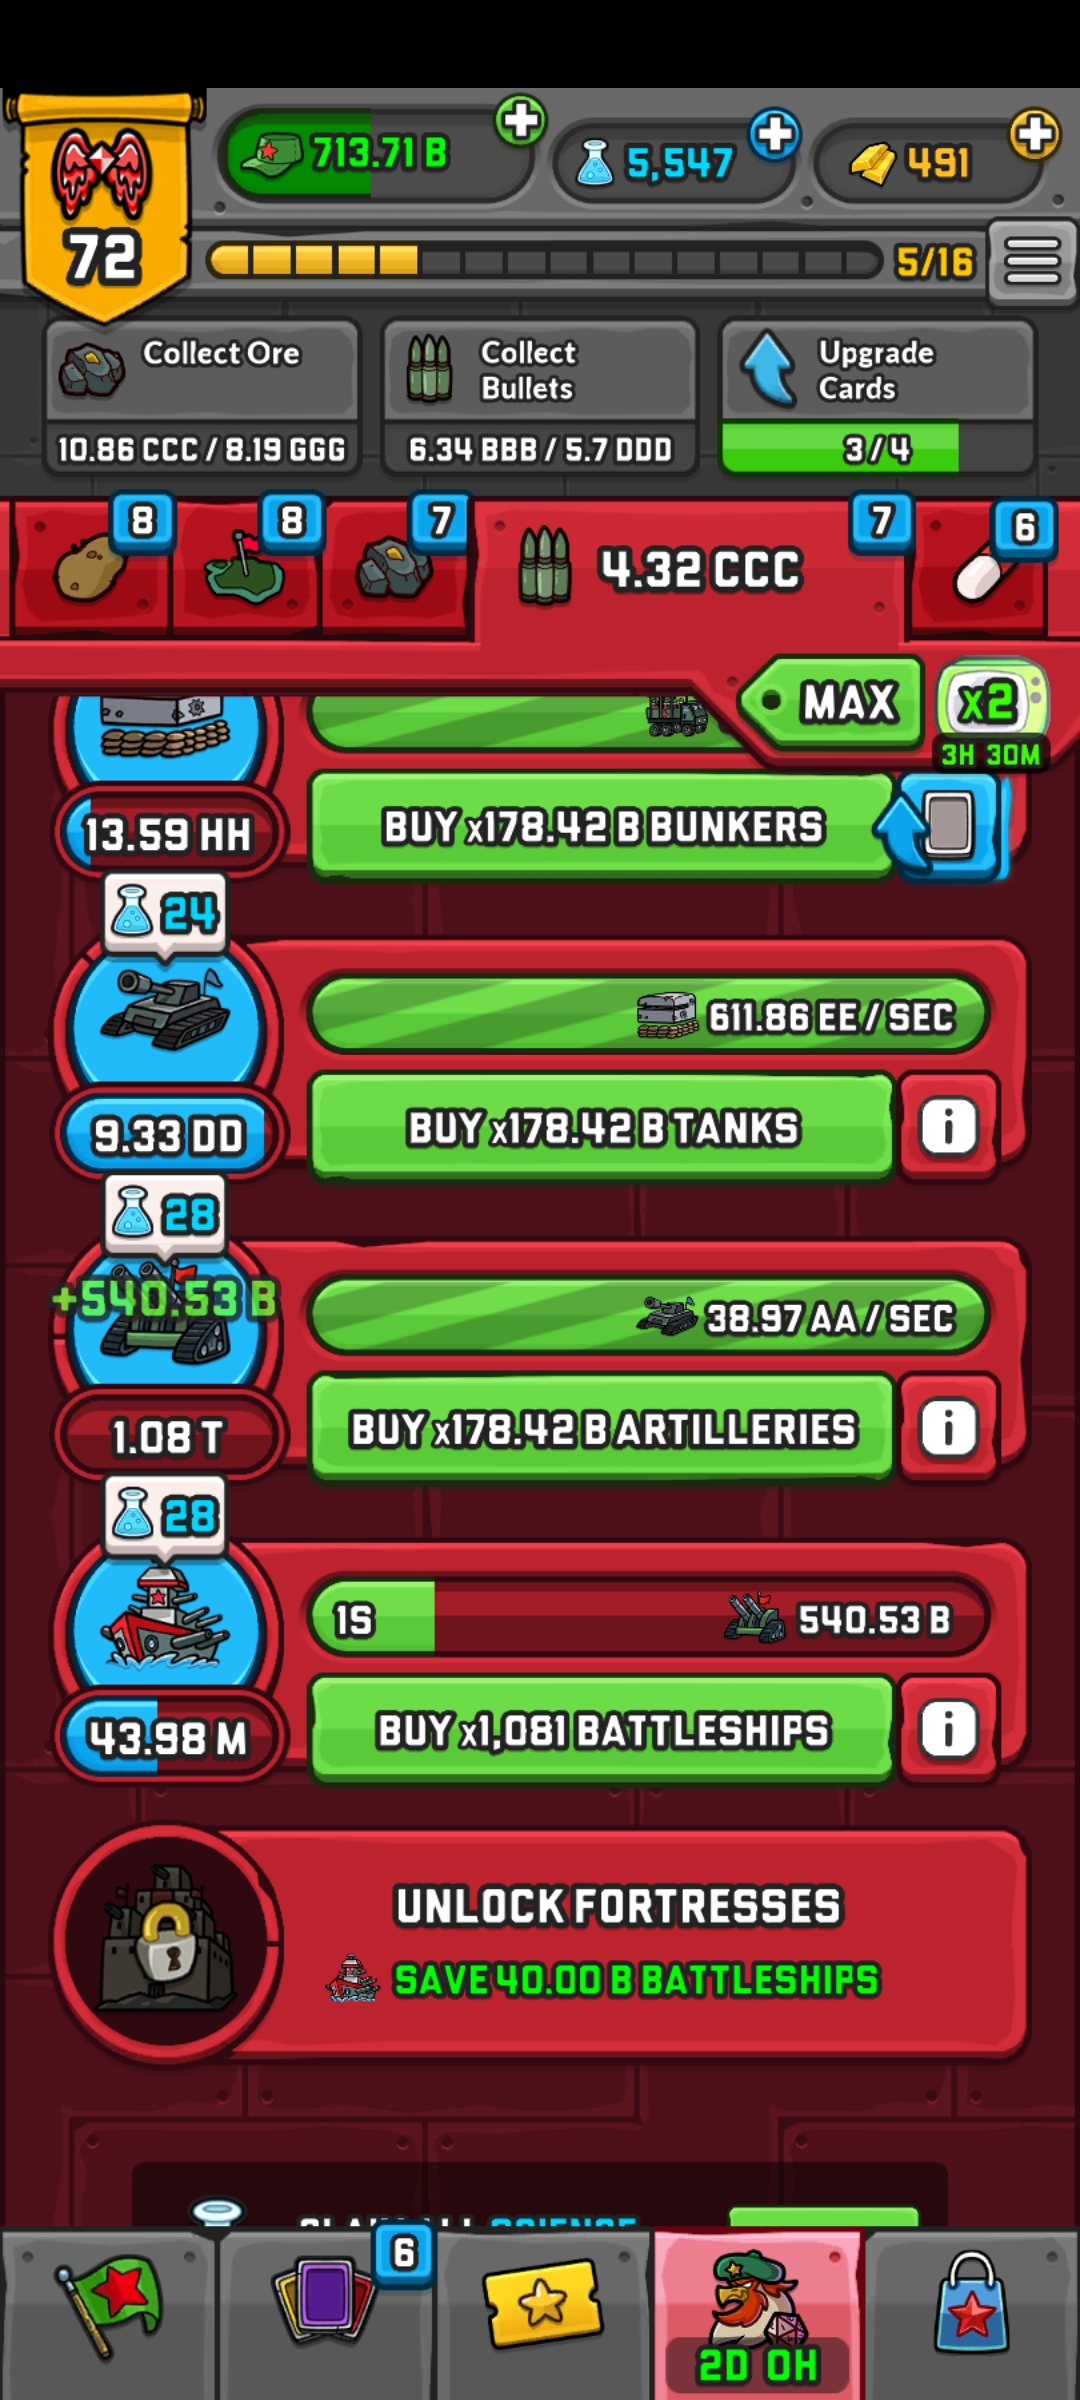 713.71 B
5,547
491
72
5/16
Collect Ore
10.86 CCC / 8.19 GGG
Collect
Bullets
6.34 BBB / 5.7 DDD
Upgrade
Cards
3/4
8
8
7
4.32 CCC
7
6
MAX
x2
3H 30M
13.59 HH
BUY x178.42 B BUNKERS
24
611.86 EE / SEC
9.33 DD
BUY x178.42 B TANKS
i
28
+540.53 B
38.97 AA / SEC
1.08 T
BUY x178.42 B ARTILLERIES
i
28
1S
540.53 B
43.98 M
BUY x1,081 BATTLESHIPS
i
UNLOCK FORTRESSES
SAVE 40.00 B BATTLESHIPS
6
2D 0H